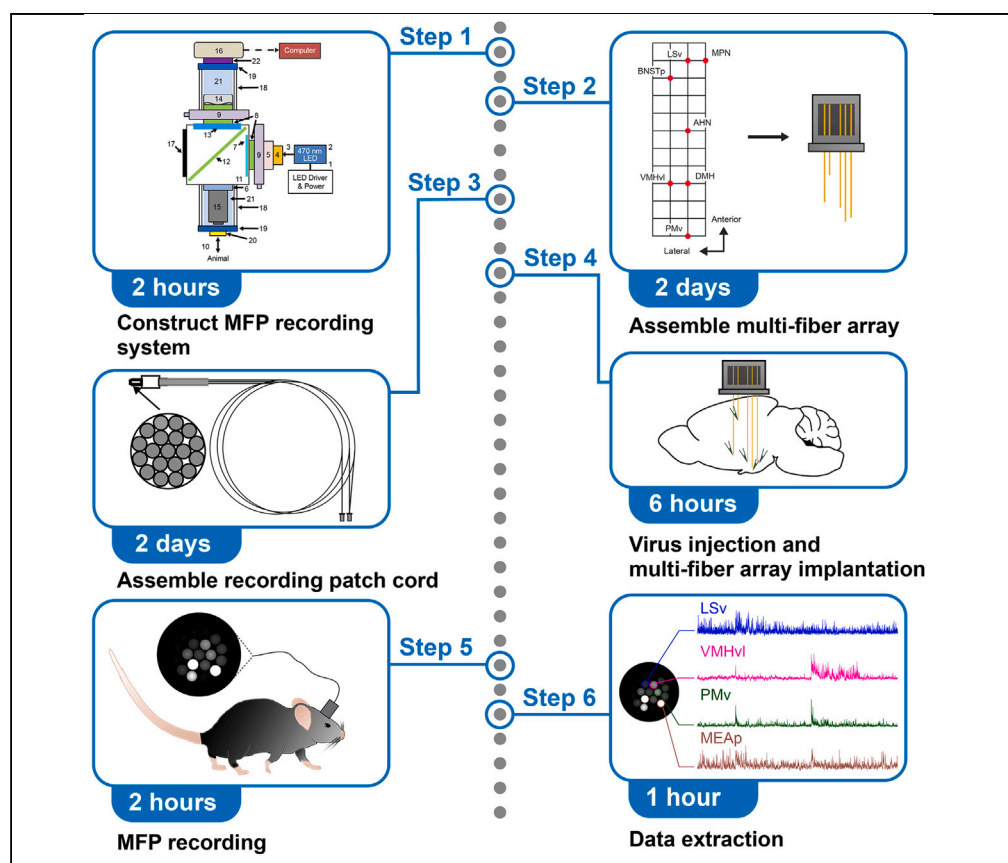 Step 1
16
Computer
22
19
21
18
14
9
8
13
17
12
7
3
470 nm
LED
2
9
5
4
1
LED Driver
& Power
11
6
21
15
18
19
10
20
Animal
2 hours
Construct MFP recording
system
Step 2
LSv
MPN
BNSTp
AHN
VMHvl
DMH
PMv
Anterior
Lateral
2 days
Assemble multi-fiber array
Step 3
2 days
Assemble recording patch cord
Step 4
6 hours
Virus injection and
multi-fiber array implantation
Step 5
2 hours
MFP recording
Step 6
LSv
VMHvl
PMv
MEAp
1 hour
Data extraction